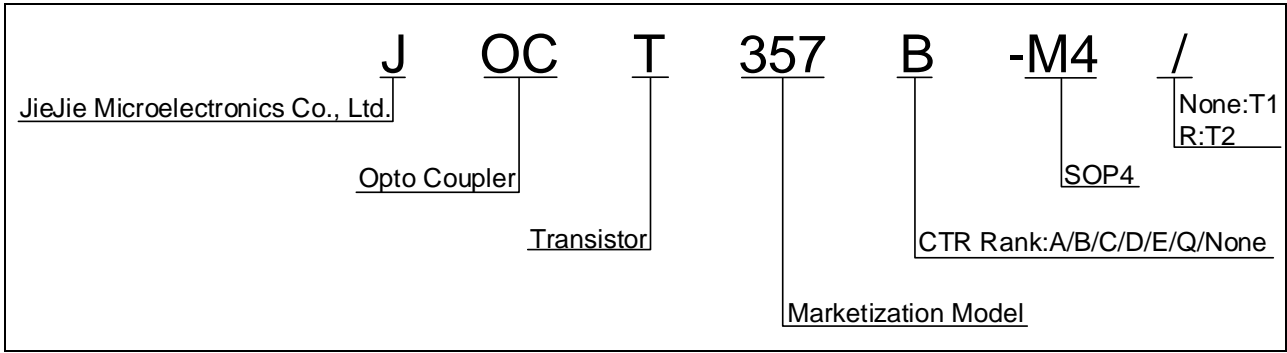 J OC T 357 B -M4 /
JieJie Microelectronics Co., Ltd.
None:T1
R:T2
Opto Coupler
SOP4
Transistor
CTR Rank:A/B/C/D/E/Q/None
Marketization Model